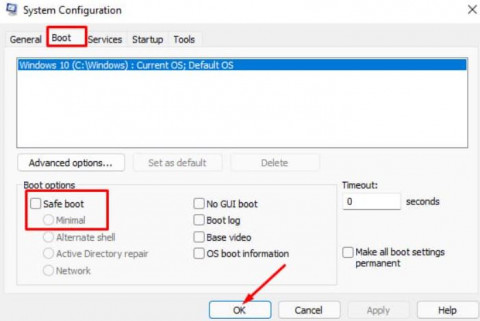 System Configuration
General Boot Services Startup Tools
Windows 10 (C:\Windows) : Current OS; Default OS
Advanced options... Set as default Delete
Boot options
Safe boot
Minimal
Alternate shell
Active Directory repair
Network
No GUI boot
Boot log
Base video
OS boot information
Timeout:
0 seconds
Make all boot settings
permanent
OK Cancel Apply Help